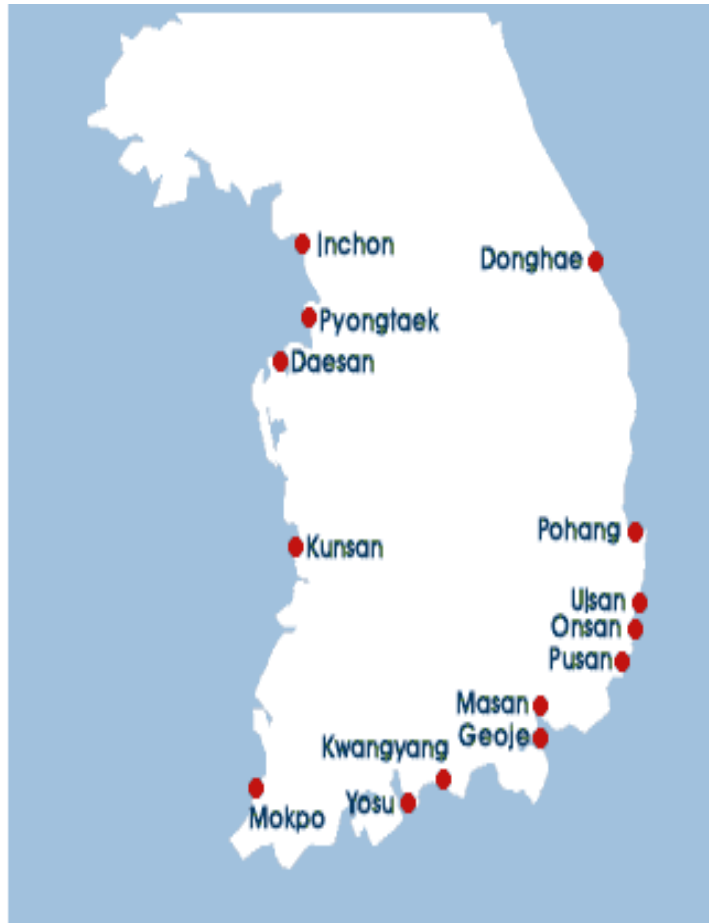 Inchon
Donghae
Pyongtaek
Daesan
Pohang
Kunsan
Ulsan
Onsan
Pusan
Masan
Geoje
Kwangyang
Yosu
Mokpo